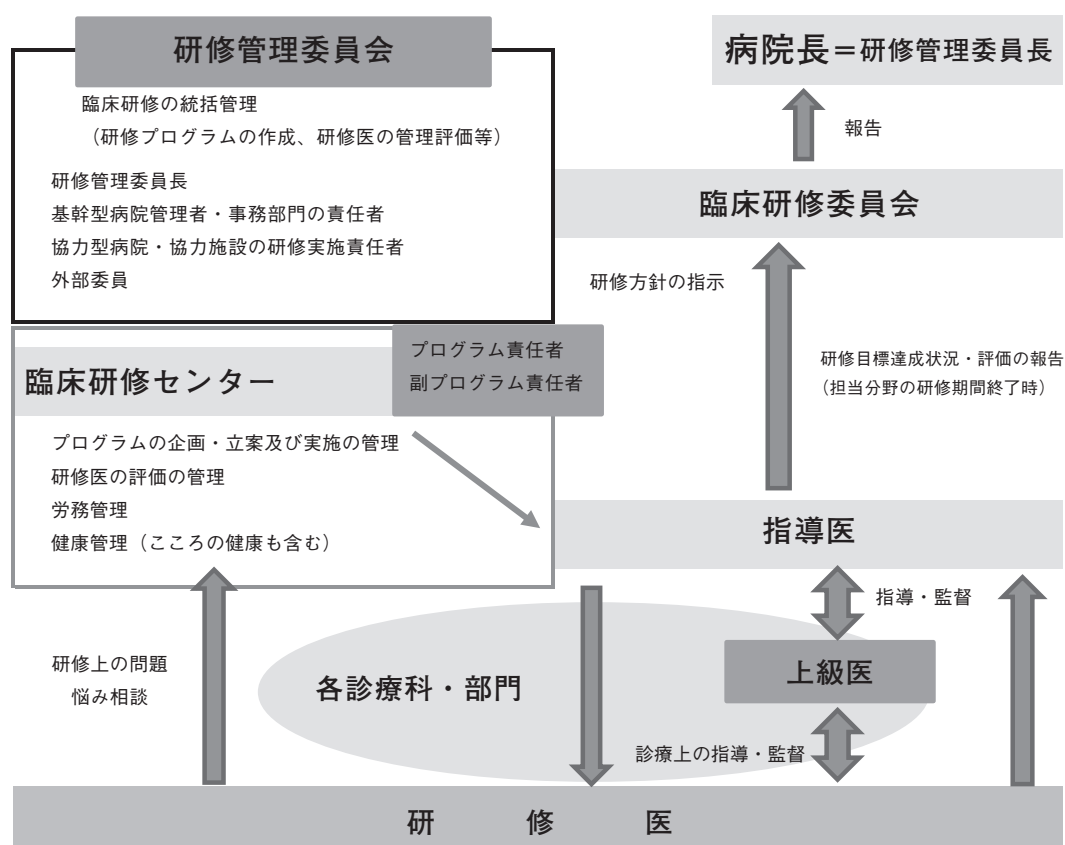 研修管理委員会
臨床研修の統括管理
（研修プログラムの作成、研修医の管理評価等）
研修管理委員長
基幹型病院管理者・事務部門の責任者
協力型病院・協力施設の研修実施責任者
外部委員
病院長＝研修管理委員長
報告
臨床研修委員会
研修方針の指示
研修目標達成状況・評価の報告
（担当分野の研修期間終了時）
プログラム責任者
副プログラム責任者
臨床研修センター
プログラムの企画・立案及び実施の管理
研修医の評価の管理
労務管理
健康管理（こころの健康も含む）
指導医
指導・監督
研修上の問題
悩み相談
各診療科・部門
上級医
診療上の指導・監督
研修医